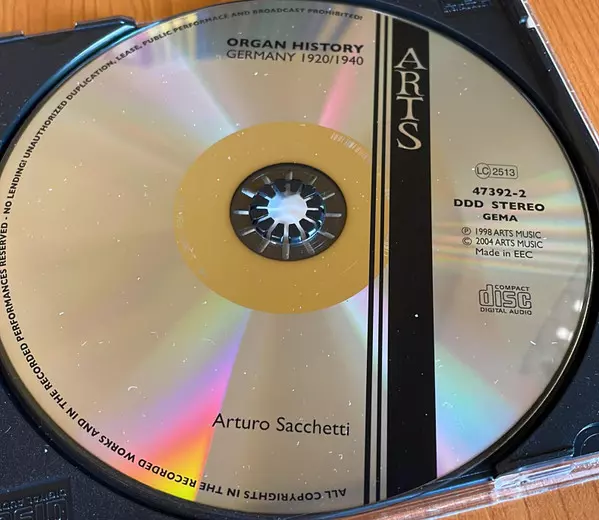 ALL COPYRIGHTS IN THE RECORDED WORKS AND IN THE RECORDED PERFORMANCES RESERVED - NO LENDING! UNAUTHORIZED DUPLICATION, LEASE, PUBLIC PERFORMACE AND BROADCAST PROHIBITED!
ORGAN HISTORY
GERMANY 1920/1940
ARTS
LC 2513
47392-2
DDD STEREO
GEMA
Ⓟ 1998 ARTS MUSIC
© 2004 ARTS MUSIC
Made in EEC
COMPACT
disc
DIGITAL AUDIO
Arturo Sacchetti